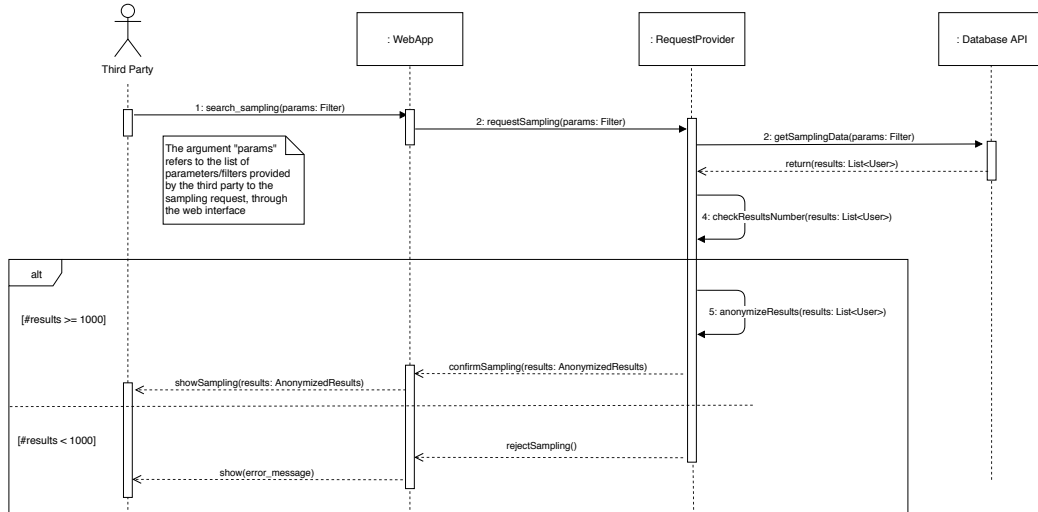 Third Party
: WebApp
: RequestProvider
: Database API
1: search_sampling(params: Filter)
2: requestSampling(params: Filter)
2: getSamplingData(params: Filter)
The argument "params"
refers to the list of
parameters/filters provided
by the third party to the
sampling request, through
the web interface
return(results: List<User>)
4: checkResultsNumber(results: List<User>)
alt
[#results >= 1000]
5: anonymizeResults(results: List<User>)
confirmSampling(results: AnonymizedResults)
showSampling(results: AnonymizedResults)
[#results < 1000]
rejectSampling()
show(error_message)